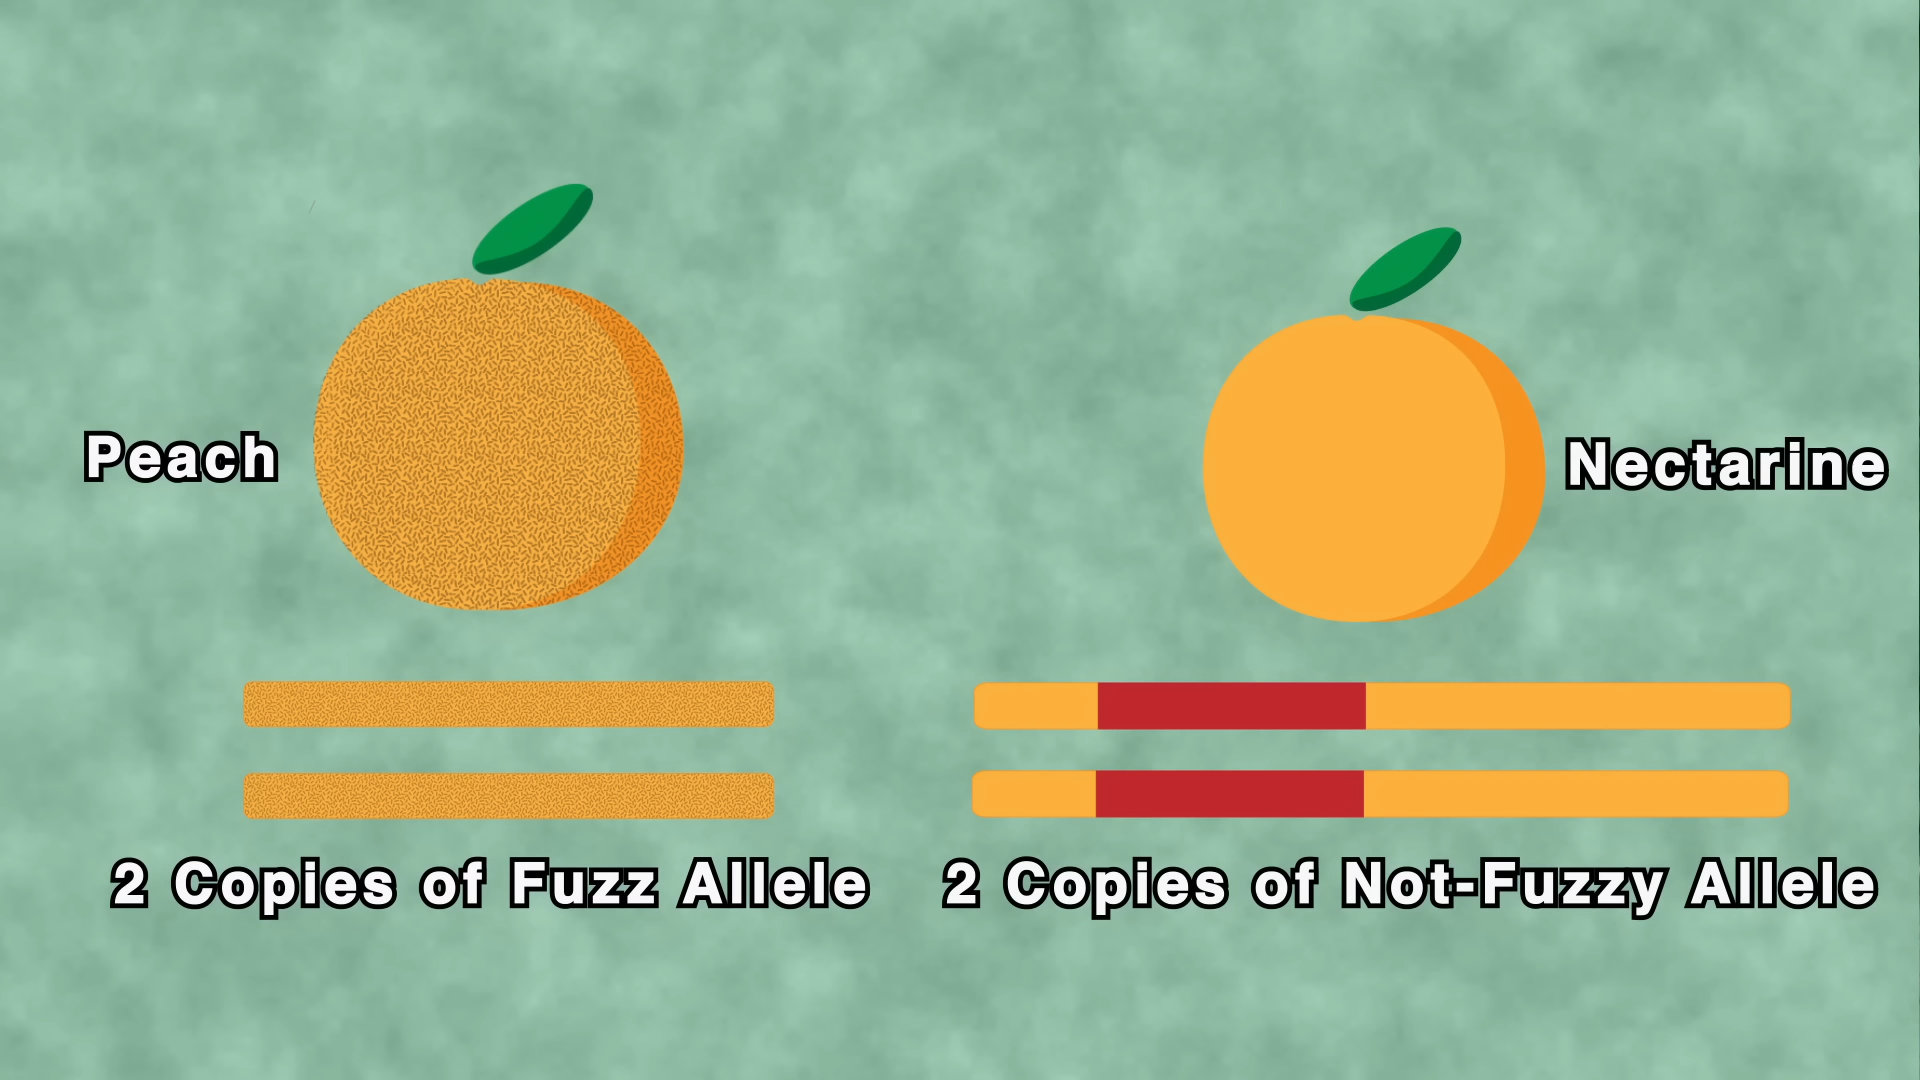 Peach
Nectarine
2 Copies of Fuzz Allele
2 Copies of Not-Fuzzy Allele